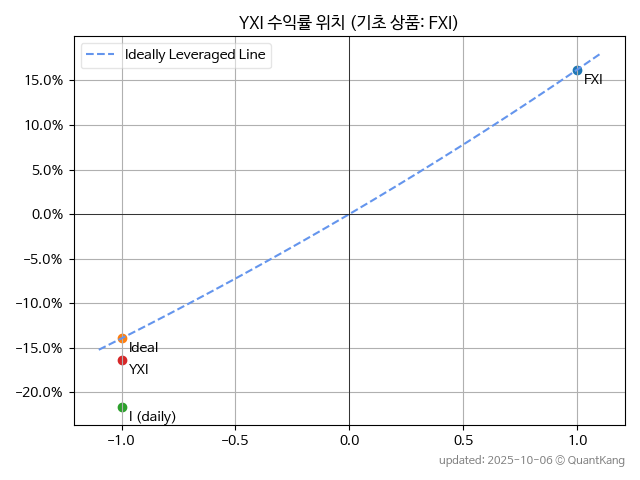 YXI 수익률 위치 (기초 상품: FXI)
Ideally Leveraged Line
15.0%
10.0%
5.0%
0.0%
−5.0%
−10.0%
−15.0%
−20.0%
FXI
Ideal
YXI
I (daily)
−1.0
−0.5
0.0
0.5
1.0
updated: 2025-10-06 © QuantKang